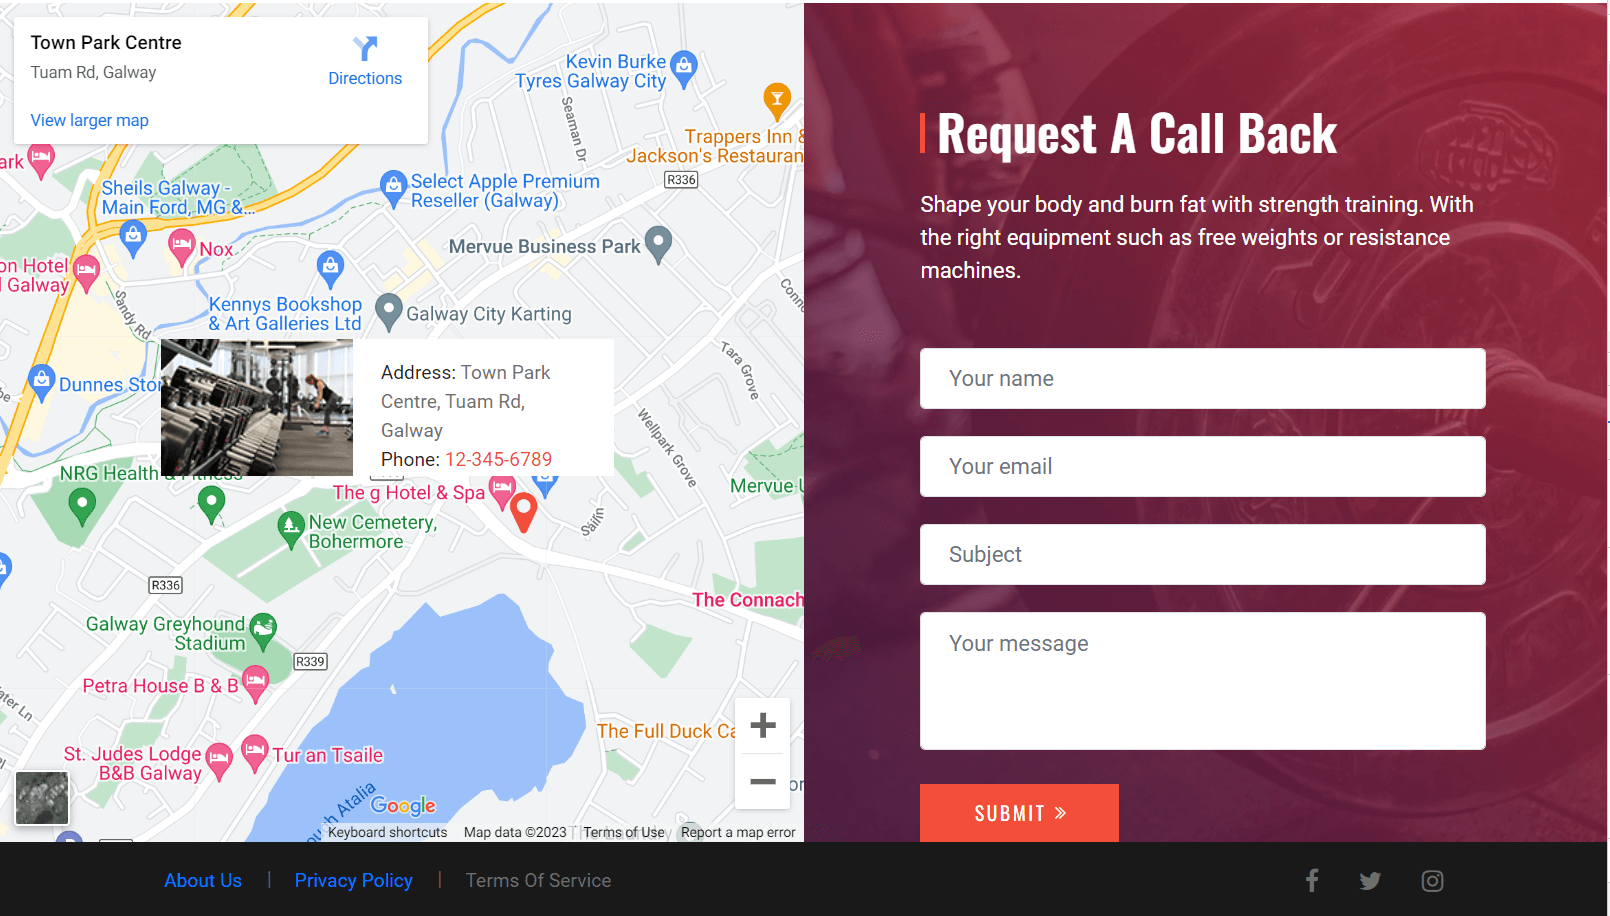 Town Park Centre
Tuam Rd, Galway
Directions
View larger map
Kevin Burke
Tyres Galway City
Seaman Dr
Trappers Inn &
Jackson's Restauran
R336
ark
Sheils Galway -
Main Ford, MG &...
Select Apple Premium
Reseller (Galway)
Mervue Business Park
Nox
on Hotel
l Galway
Sandy Rd
Kennys Bookshop
& Art Galleries Ltd
Galway City Karting
Conno
Tara Grove
Dunnes Stor
Address: Town Park
Centre, Tuam Rd,
Galway
Phone: 12-345-6789
Wellpark Grove
NRG Health & Fitness
The g Hotel & Spa
Mervue U
New Cemetery,
Bohermore
Sailín
R336
The Connach
Galway Greyhound
Stadium
R339
Petra House B & B
ater Ln
The Full Duck Ca
St. Judes Lodge
B&B Galway
Tur an Tsaile
ough Atalia
Google
Keyboard shortcuts
Map data ©2023
Terms of Use
Report a map error
Request A Call Back
Shape your body and burn fat with strength training. With
the right equipment such as free weights or resistance
machines.
Your name
Your email
Subject
Your message
SUBMIT »
About Us | Privacy Policy | Terms Of Service